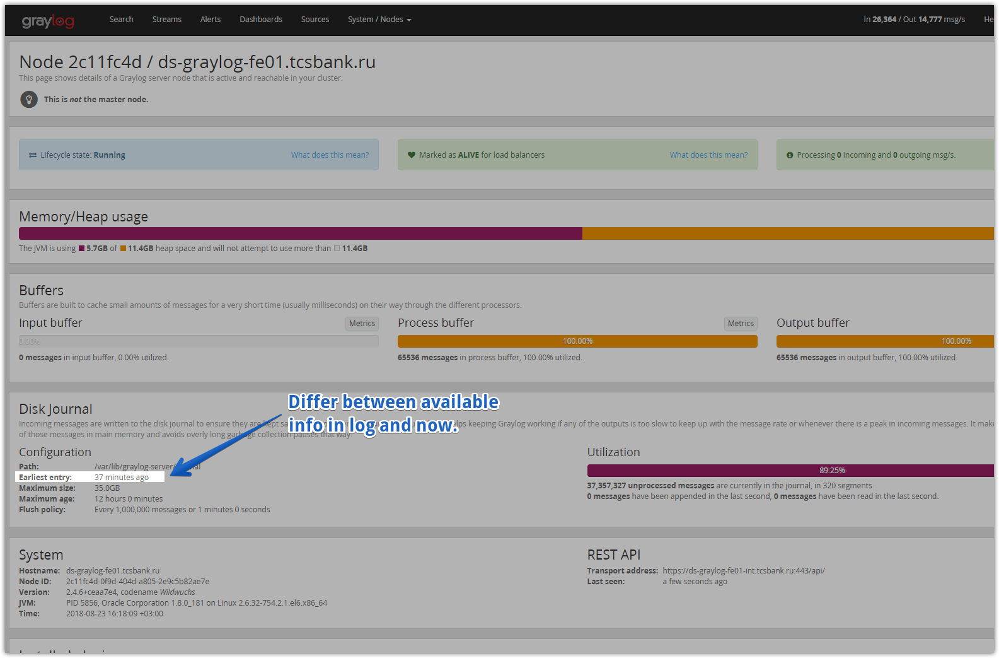 graylog Search Streams Alerts Dashboards Sources System / Nodes In 26,364 / Out 14,777 msg/s He
Node 2c11fc4d / ds-graylog-fe01.tcsbank.ru
This page shows details of a Graylog server node that is active and reachable in your cluster.
This is not the master node.
Lifecycle state: Running What does this mean? Marked as ALIVE for load balancers What does this mean? Processing 0 incoming and 0 outgoing msg/s.
Memory/Heap usage
The JVM is using 5.7GB of 11.4GB heap space and will not attempt to use more than 11.4GB
Buffers
Buffers are built to cache small amounts of messages for a very short time (usually milliseconds) on their way through the different processors.
Input buffer Metrics Process buffer Metrics Output buffer
0.00% 100.00% 100.00%
0 messages in input buffer, 0.00% utilized. 65536 messages in process buffer, 100.00% utilized. 65536 messages in output buffer, 100.00% utilized.
Differ between available
info in log and now.
Disk Journal
Incoming messages are written to the disk journal to ensure they are kept sa elps keeping Graylog working if any of the outputs is too slow to keep up with the message rate or whenever there is a peak in incoming messages. It make
of those messages in main memory and avoids overly long garbage collection pauses that way.
Configuration
Path: /var/lib/graylog-server/
Earliest entry: 37 minutes ago
Maximum size: 35.0GB
Maximum age: 12 hours 0 minutes
Flush policy: Every 1,000,000 messages or 1 minutes 0 seconds
Utilization
89.25%
37,357,327 unprocessed messages are currently in the journal, in 320 segments.
0 messages have been appended in the last second, 0 messages have been read in the last second.
System
Hostname: ds-graylog-fe01.tcsbank.ru
Node ID: 2c11fc4d-0f9d-404d-a805-2e9c5b82ae7e
Version: 2.4.6+ceaa7e4, codename Wildwuchs
JVM: PID 5856, Oracle Corporation 1.8.0_181 on Linux 2.6.32-754.2.1.el6.x86_64
Time: 2018-08-23 16:18:09 +03:00
REST API
Transport address: https://ds-graylog-fe01-int.tcsbank.ru:443/api/
Last seen: a few seconds ago